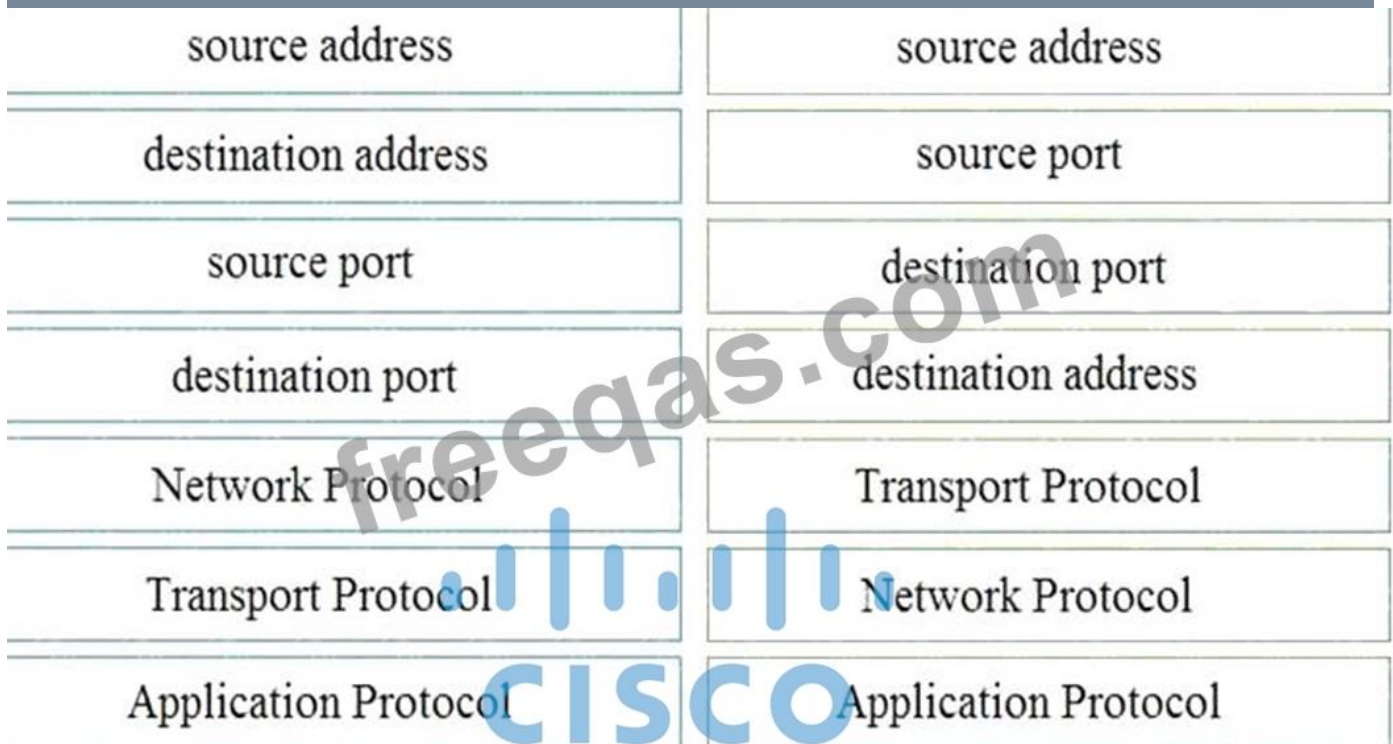 source address
source address
destination address
source port
source port
destination port
destination port
destination address
Network Protocol
Transport Protocol
Transport Protocol
Network Protocol
Application Protocol
Application Protocol
freeqas.com
CISCO